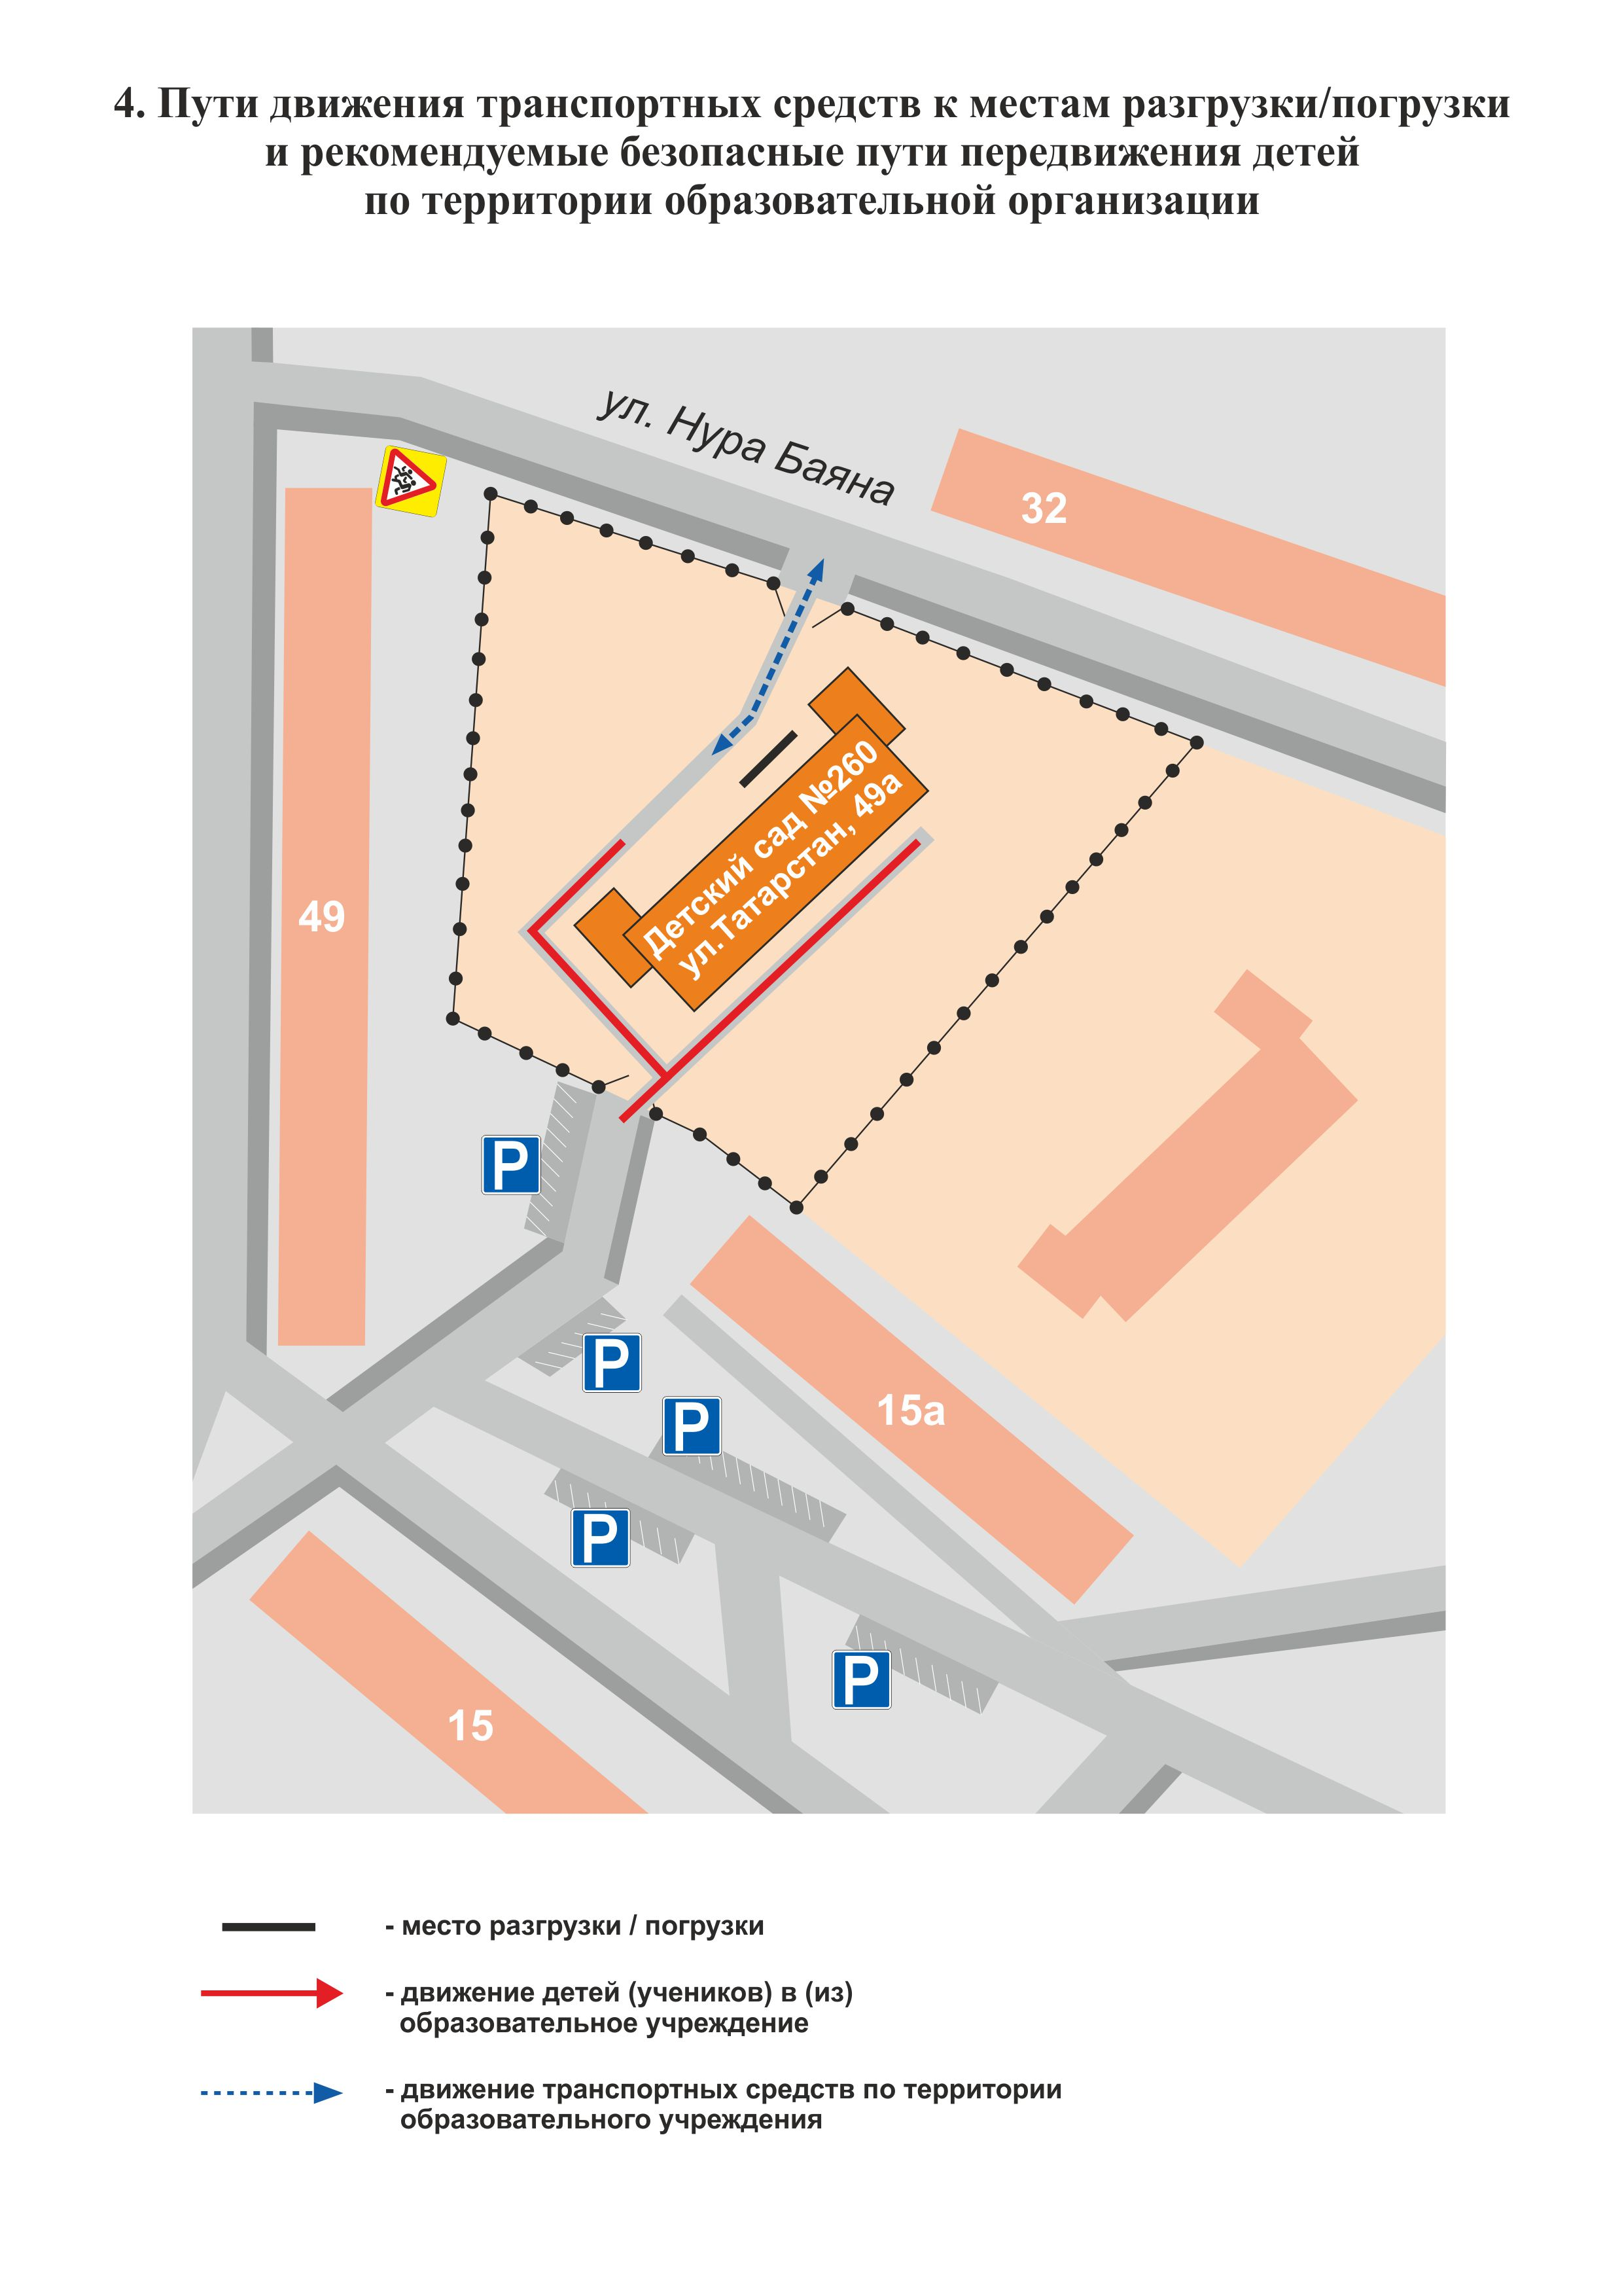 4. Пути движения транспортных средств к местам разгрузки/погрузки
и рекомендуемые безопасные пути передвижения детей
по территории образовательной организации
ул. Нура Баяна
32
Детский сад №260
ул.Татарстан, 49а
49
P
P
P
15а
P
P
15
- место разгрузки / погрузки
- движение детей (учеников) в (из)
образовательное учреждение
- движение транспортных средств по территории
образовательного учреждения